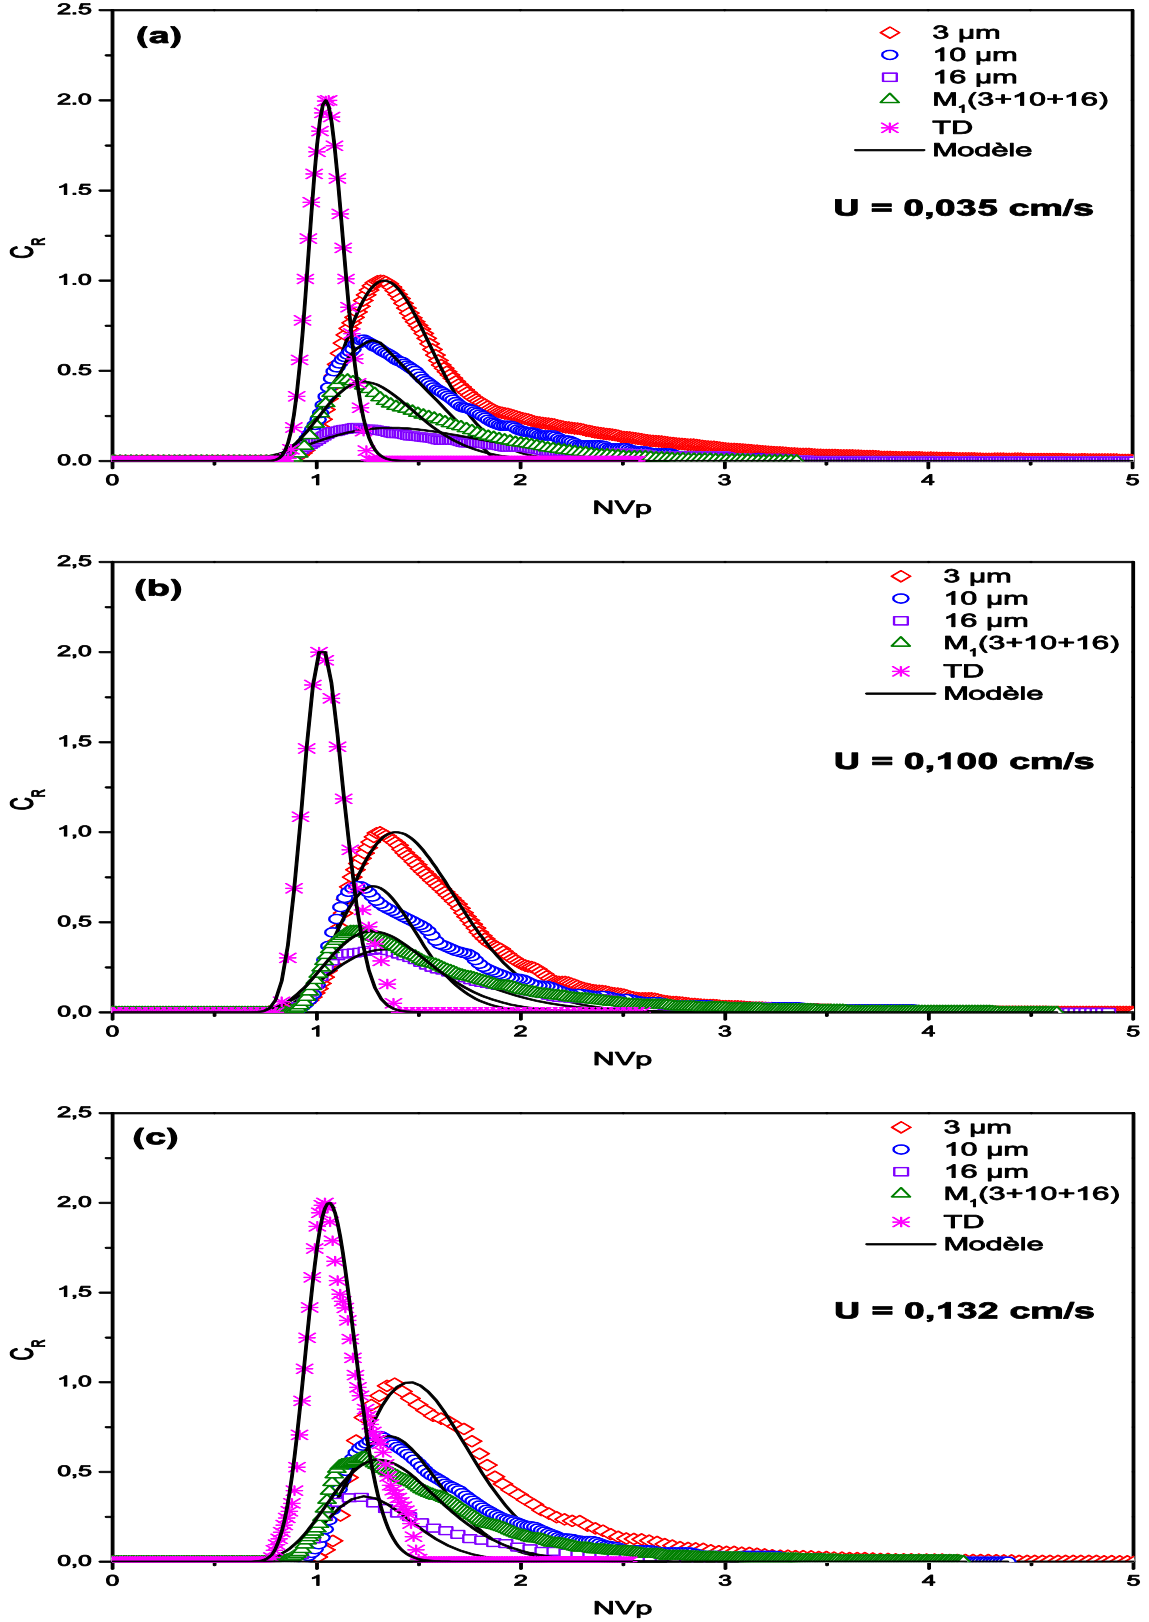 (a)
3 µm
10 µm
16 µm
M₁(3+10+16)
TD
Modèle
U = 0,035 cm/s
2.5
2.0
1.5
1.0
0.5
0.0
C_R
0 1 2 3 4 5
NVp
(b)
3 µm
10 µm
16 µm
M₁(3+10+16)
TD
Modèle
U = 0,100 cm/s
2,5
2,0
1,5
1,0
0,5
0,0
C_R
0 1 2 3 4 5
NVp
(c)
3 µm
10 µm
16 µm
M₁(3+10+16)
TD
Modèle
U = 0,132 cm/s
2,5
2,0
1,5
1,0
0,5
0,0
C_R
0 1 2 3 4 5
NVp